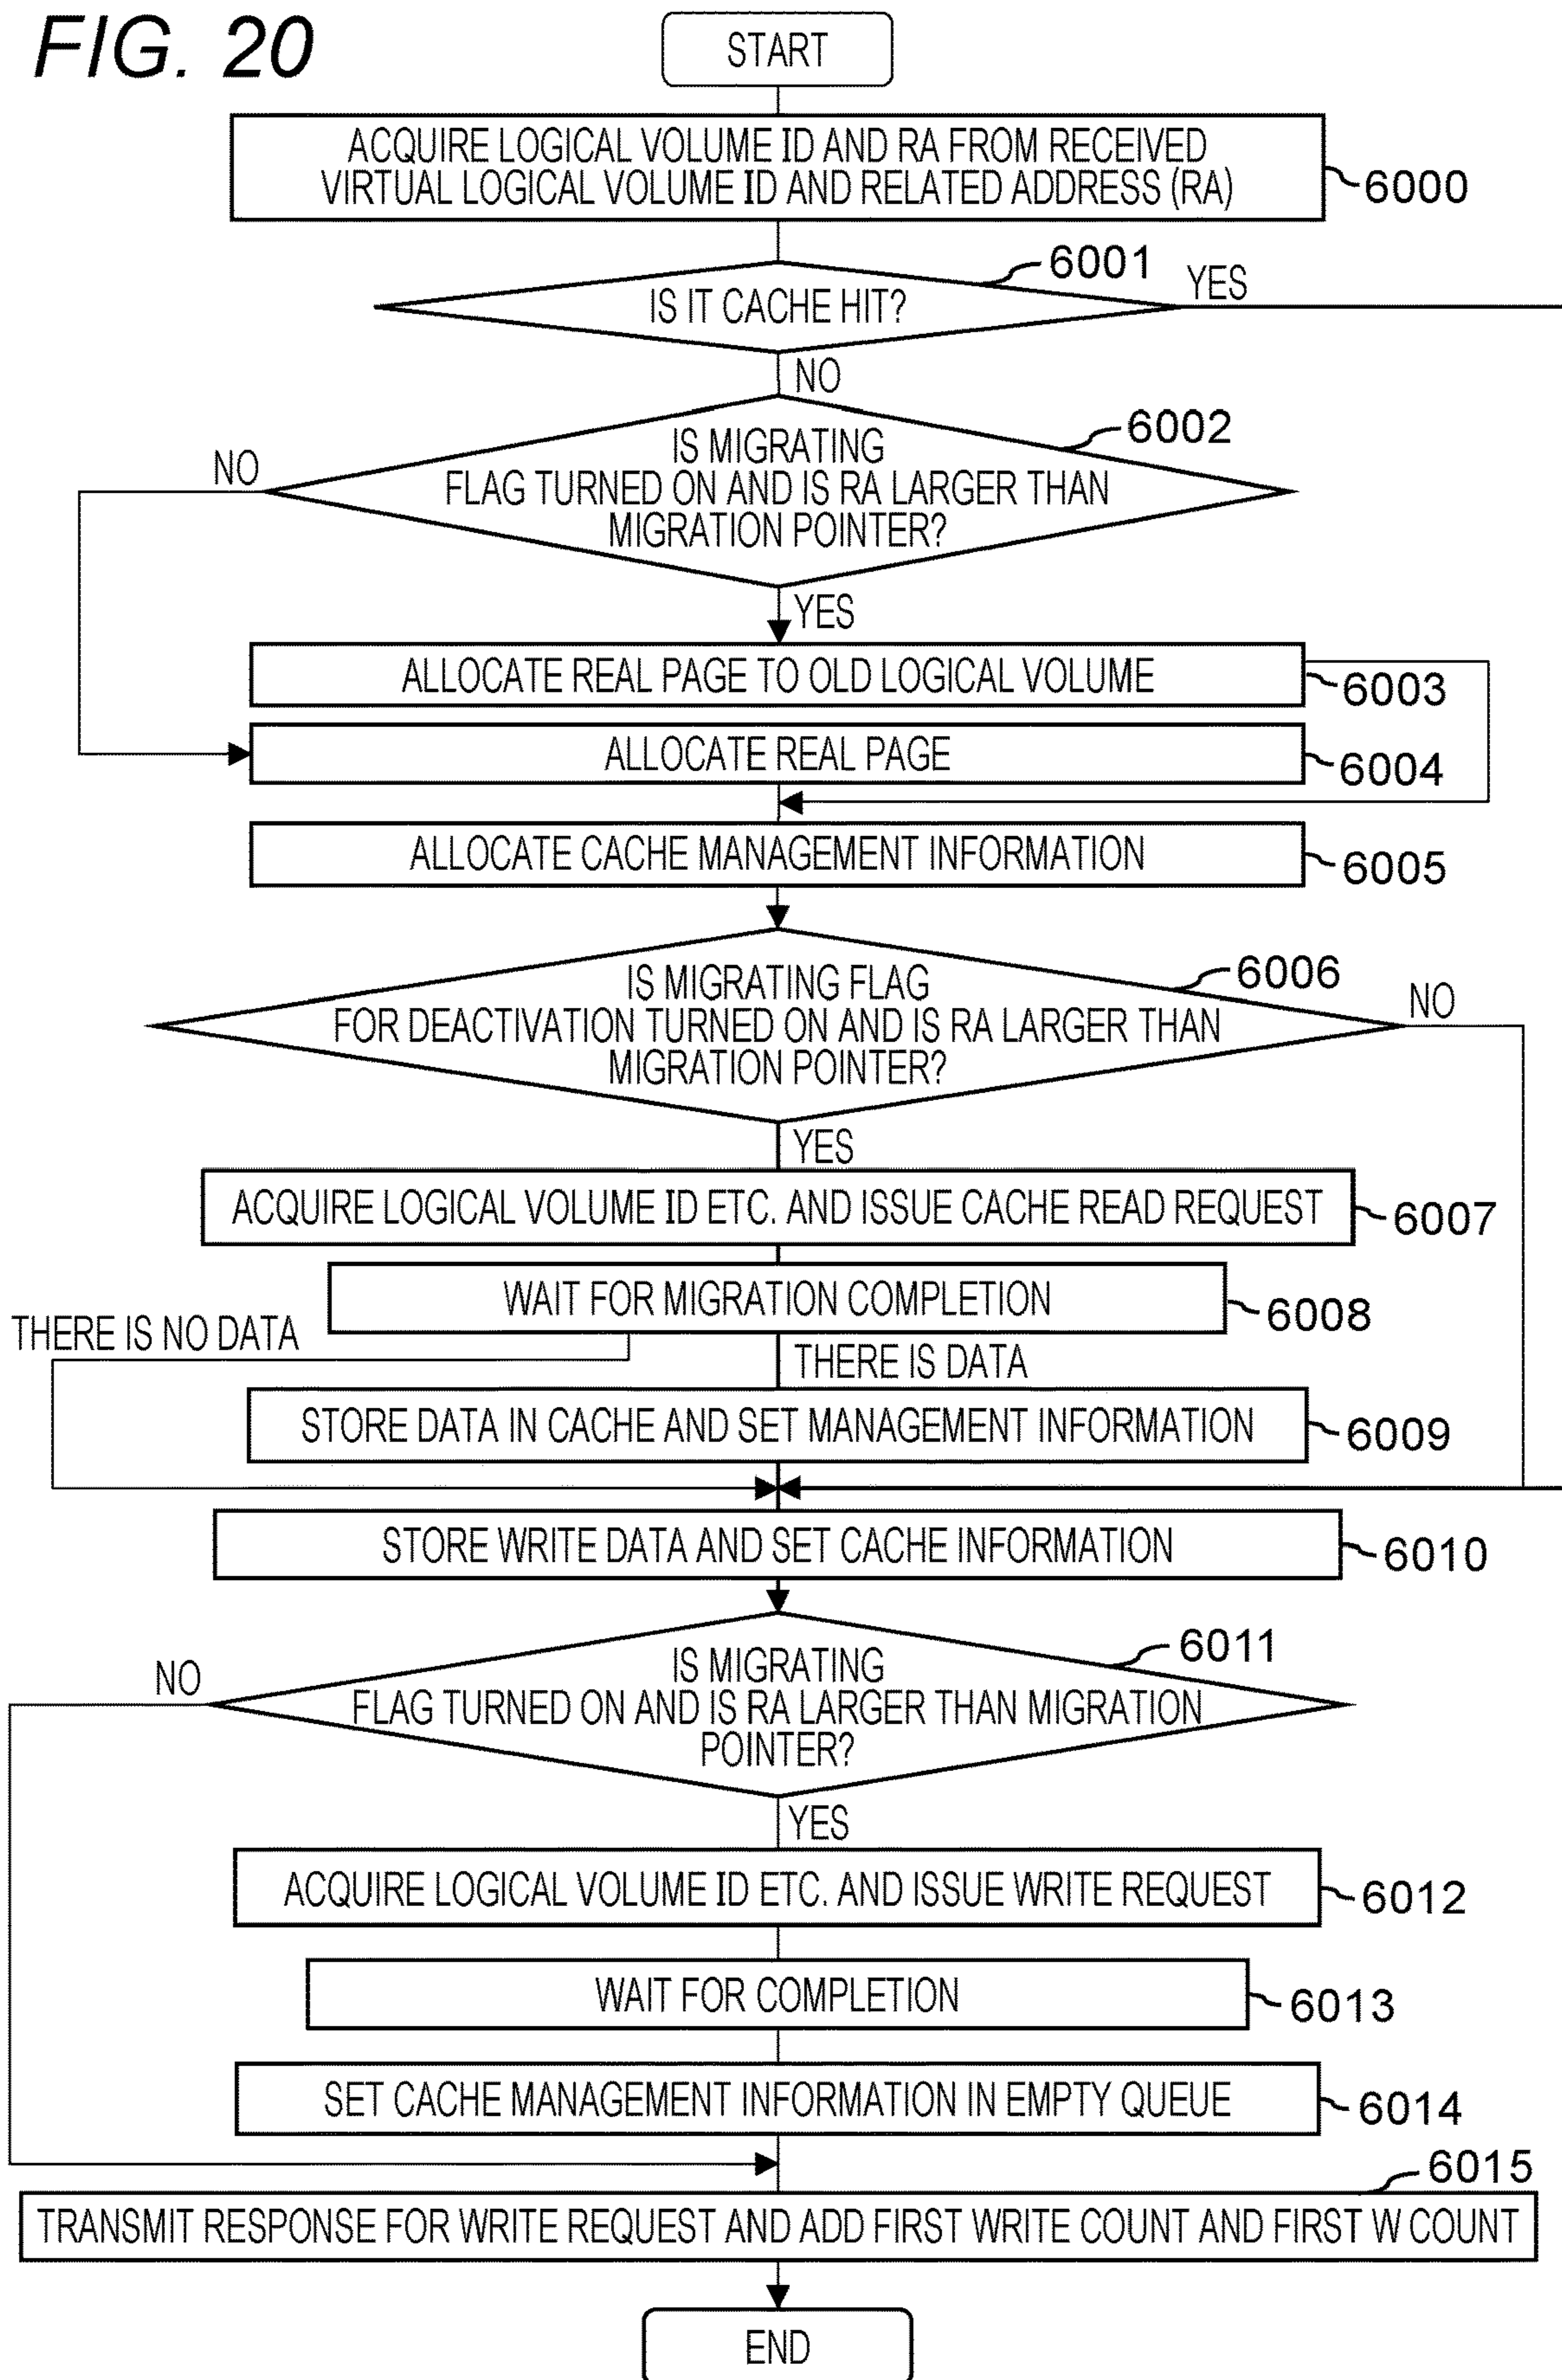 FIG. 20
START
ACQUIRE LOGICAL VOLUME ID AND RA FROM RECEIVED
VIRTUAL LOGICAL VOLUME ID AND RELATED ADDRESS (RA)
6000
6001
YES
IS IT CACHE HIT?
NO
6002
NO
IS MIGRATING
FLAG TURNED ON AND IS RA LARGER THAN
MIGRATION POINTER?
YES
ALLOCATE REAL PAGE TO OLD LOGICAL VOLUME
6003
ALLOCATE REAL PAGE
6004
ALLOCATE CACHE MANAGEMENT INFORMATION
6005
6006
NO
IS MIGRATING FLAG
FOR DEACTIVATION TURNED ON AND IS RA LARGER THAN
MIGRATION POINTER?
YES
ACQUIRE LOGICAL VOLUME ID ETC. AND ISSUE CACHE READ REQUEST
6007
WAIT FOR MIGRATION COMPLETION
6008
THERE IS NO DATA
THERE IS DATA
STORE DATA IN CACHE AND SET MANAGEMENT INFORMATION
6009
STORE WRITE DATA AND SET CACHE INFORMATION
6010
6011
NO
IS MIGRATING
FLAG TURNED ON AND IS RA LARGER THAN MIGRATION
POINTER?
YES
ACQUIRE LOGICAL VOLUME ID ETC. AND ISSUE WRITE REQUEST
6012
WAIT FOR COMPLETION
6013
SET CACHE MANAGEMENT INFORMATION IN EMPTY QUEUE
6014
6015
TRANSMIT RESPONSE FOR WRITE REQUEST AND ADD FIRST WRITE COUNT AND FIRST W COUNT
END